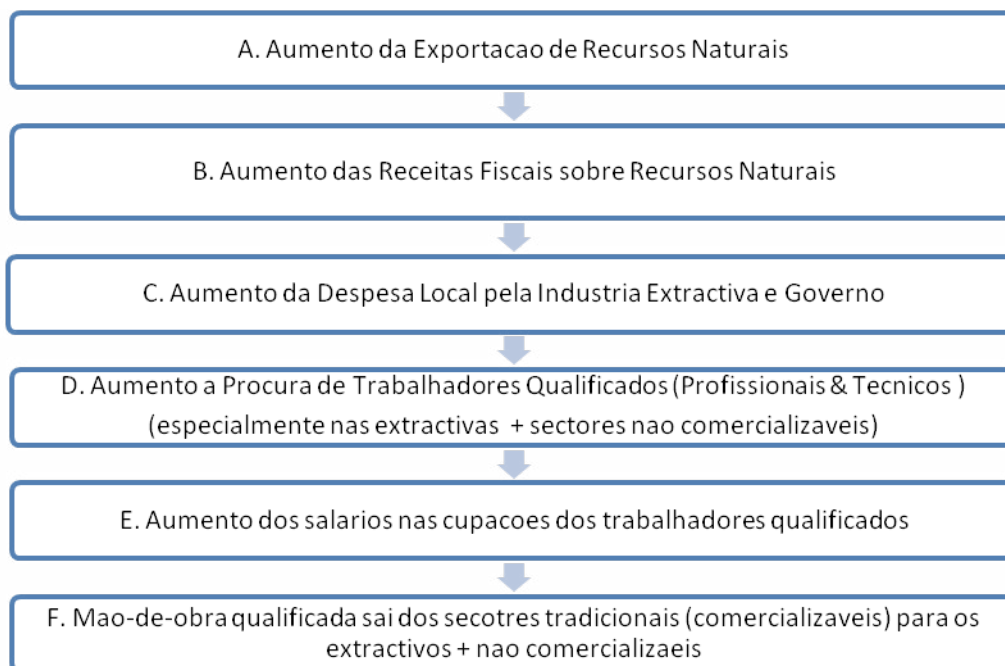 A. Aumento da Exportacao de Recursos Naturais
B. Aumento das Receitas Fiscais sobre Recursos Naturais
C. Aumento da Despesa Local pela Industria Extractiva e Governo
D. Aumento a Procura de Trabalhadores Qualificados (Profissionais & Tecnicos )
(especialmente nas extractivas + sectores nao comercializaveis)
E. Aumento dos salarios nas cupacoes dos trabalhadores qualificados
F. Mao-de-obra qualificada sai dos secotres tradicionais (comercializaveis) para os
extractivos + nao comercializaeis